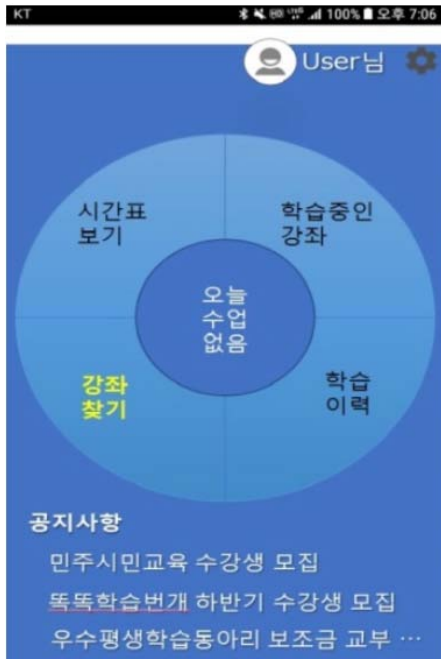 KT 100% 오후 7:06
User님
시간표
보기
학습중인
강좌
오늘
수업
없음
강좌
찾기
학습
이력
공지사항
민주시민교육 수강생 모집
똑똑학습번개 하반기 수강생 모집
우수평생학습동아리 보조금 교부 …